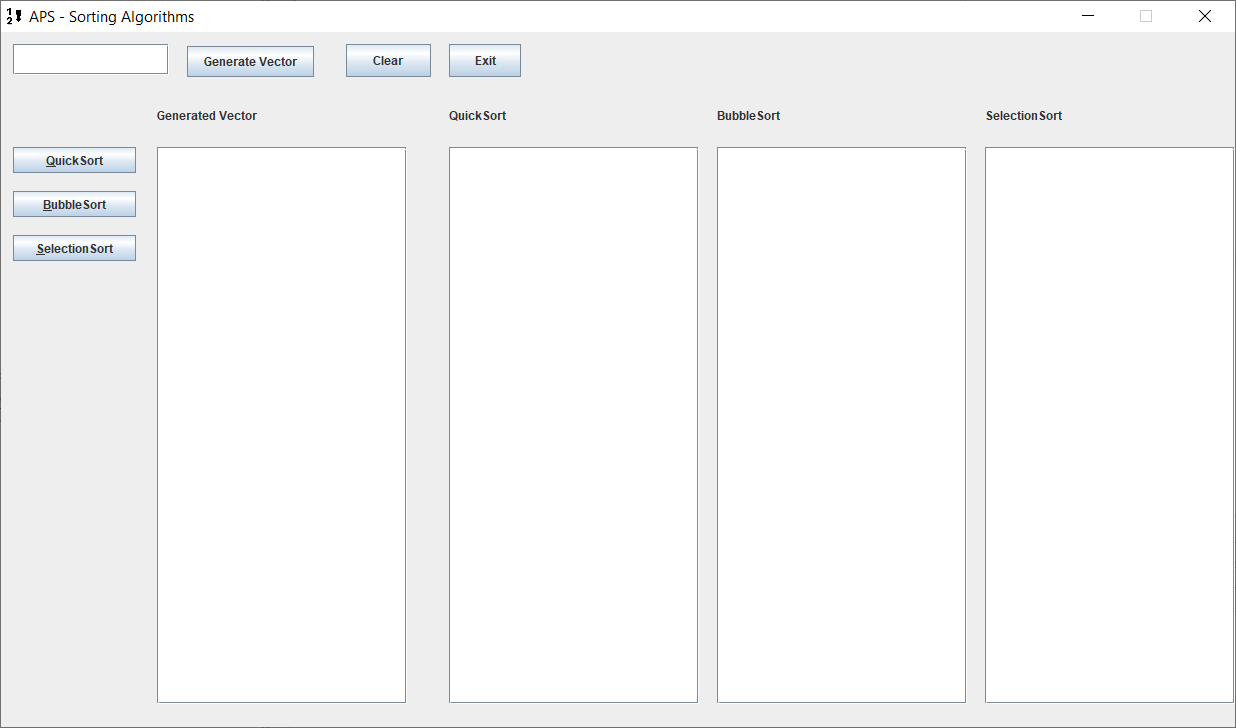 APS - Sorting Algorithms
Generate Vector Clear Exit
Generated Vector QuickSort BubbleSort SelectionSort
QuickSort
BubbleSort
SelectionSort